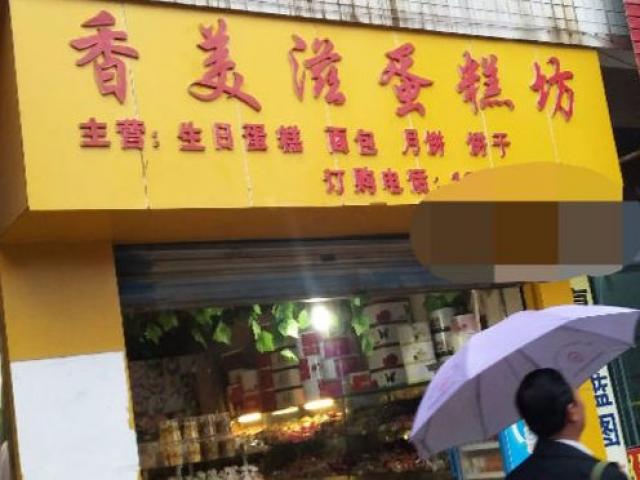 香美滋蛋糕坊
主营：生日蛋糕 面包 月饼 饼子
订购电话：1